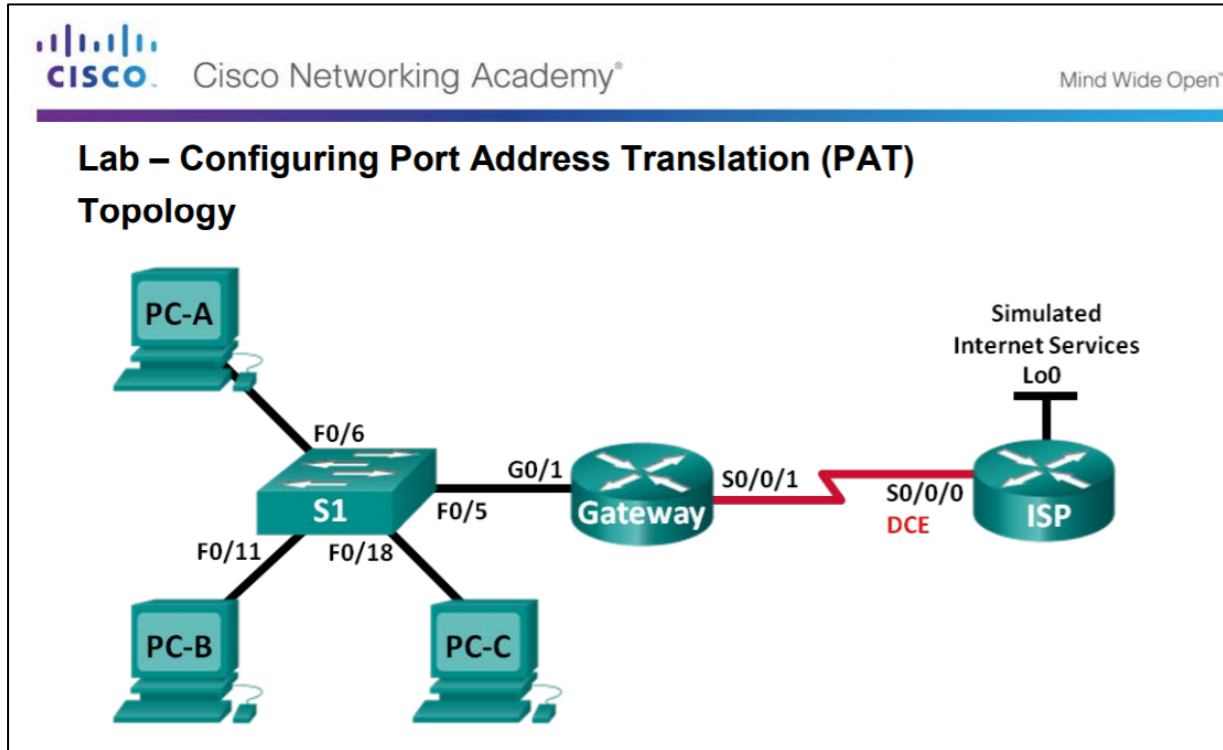 CISCO.
Cisco Networking Academy®
Mind Wide Open™
Lab – Configuring Port Address Translation (PAT)
Topology
PC-A
Simulated
Internet Services
Lo0
F0/6
G0/1
S0/0/1
S0/0/0
S1
F0/5
Gateway
DCE
ISP
F0/11
F0/18
PC-B
PC-C